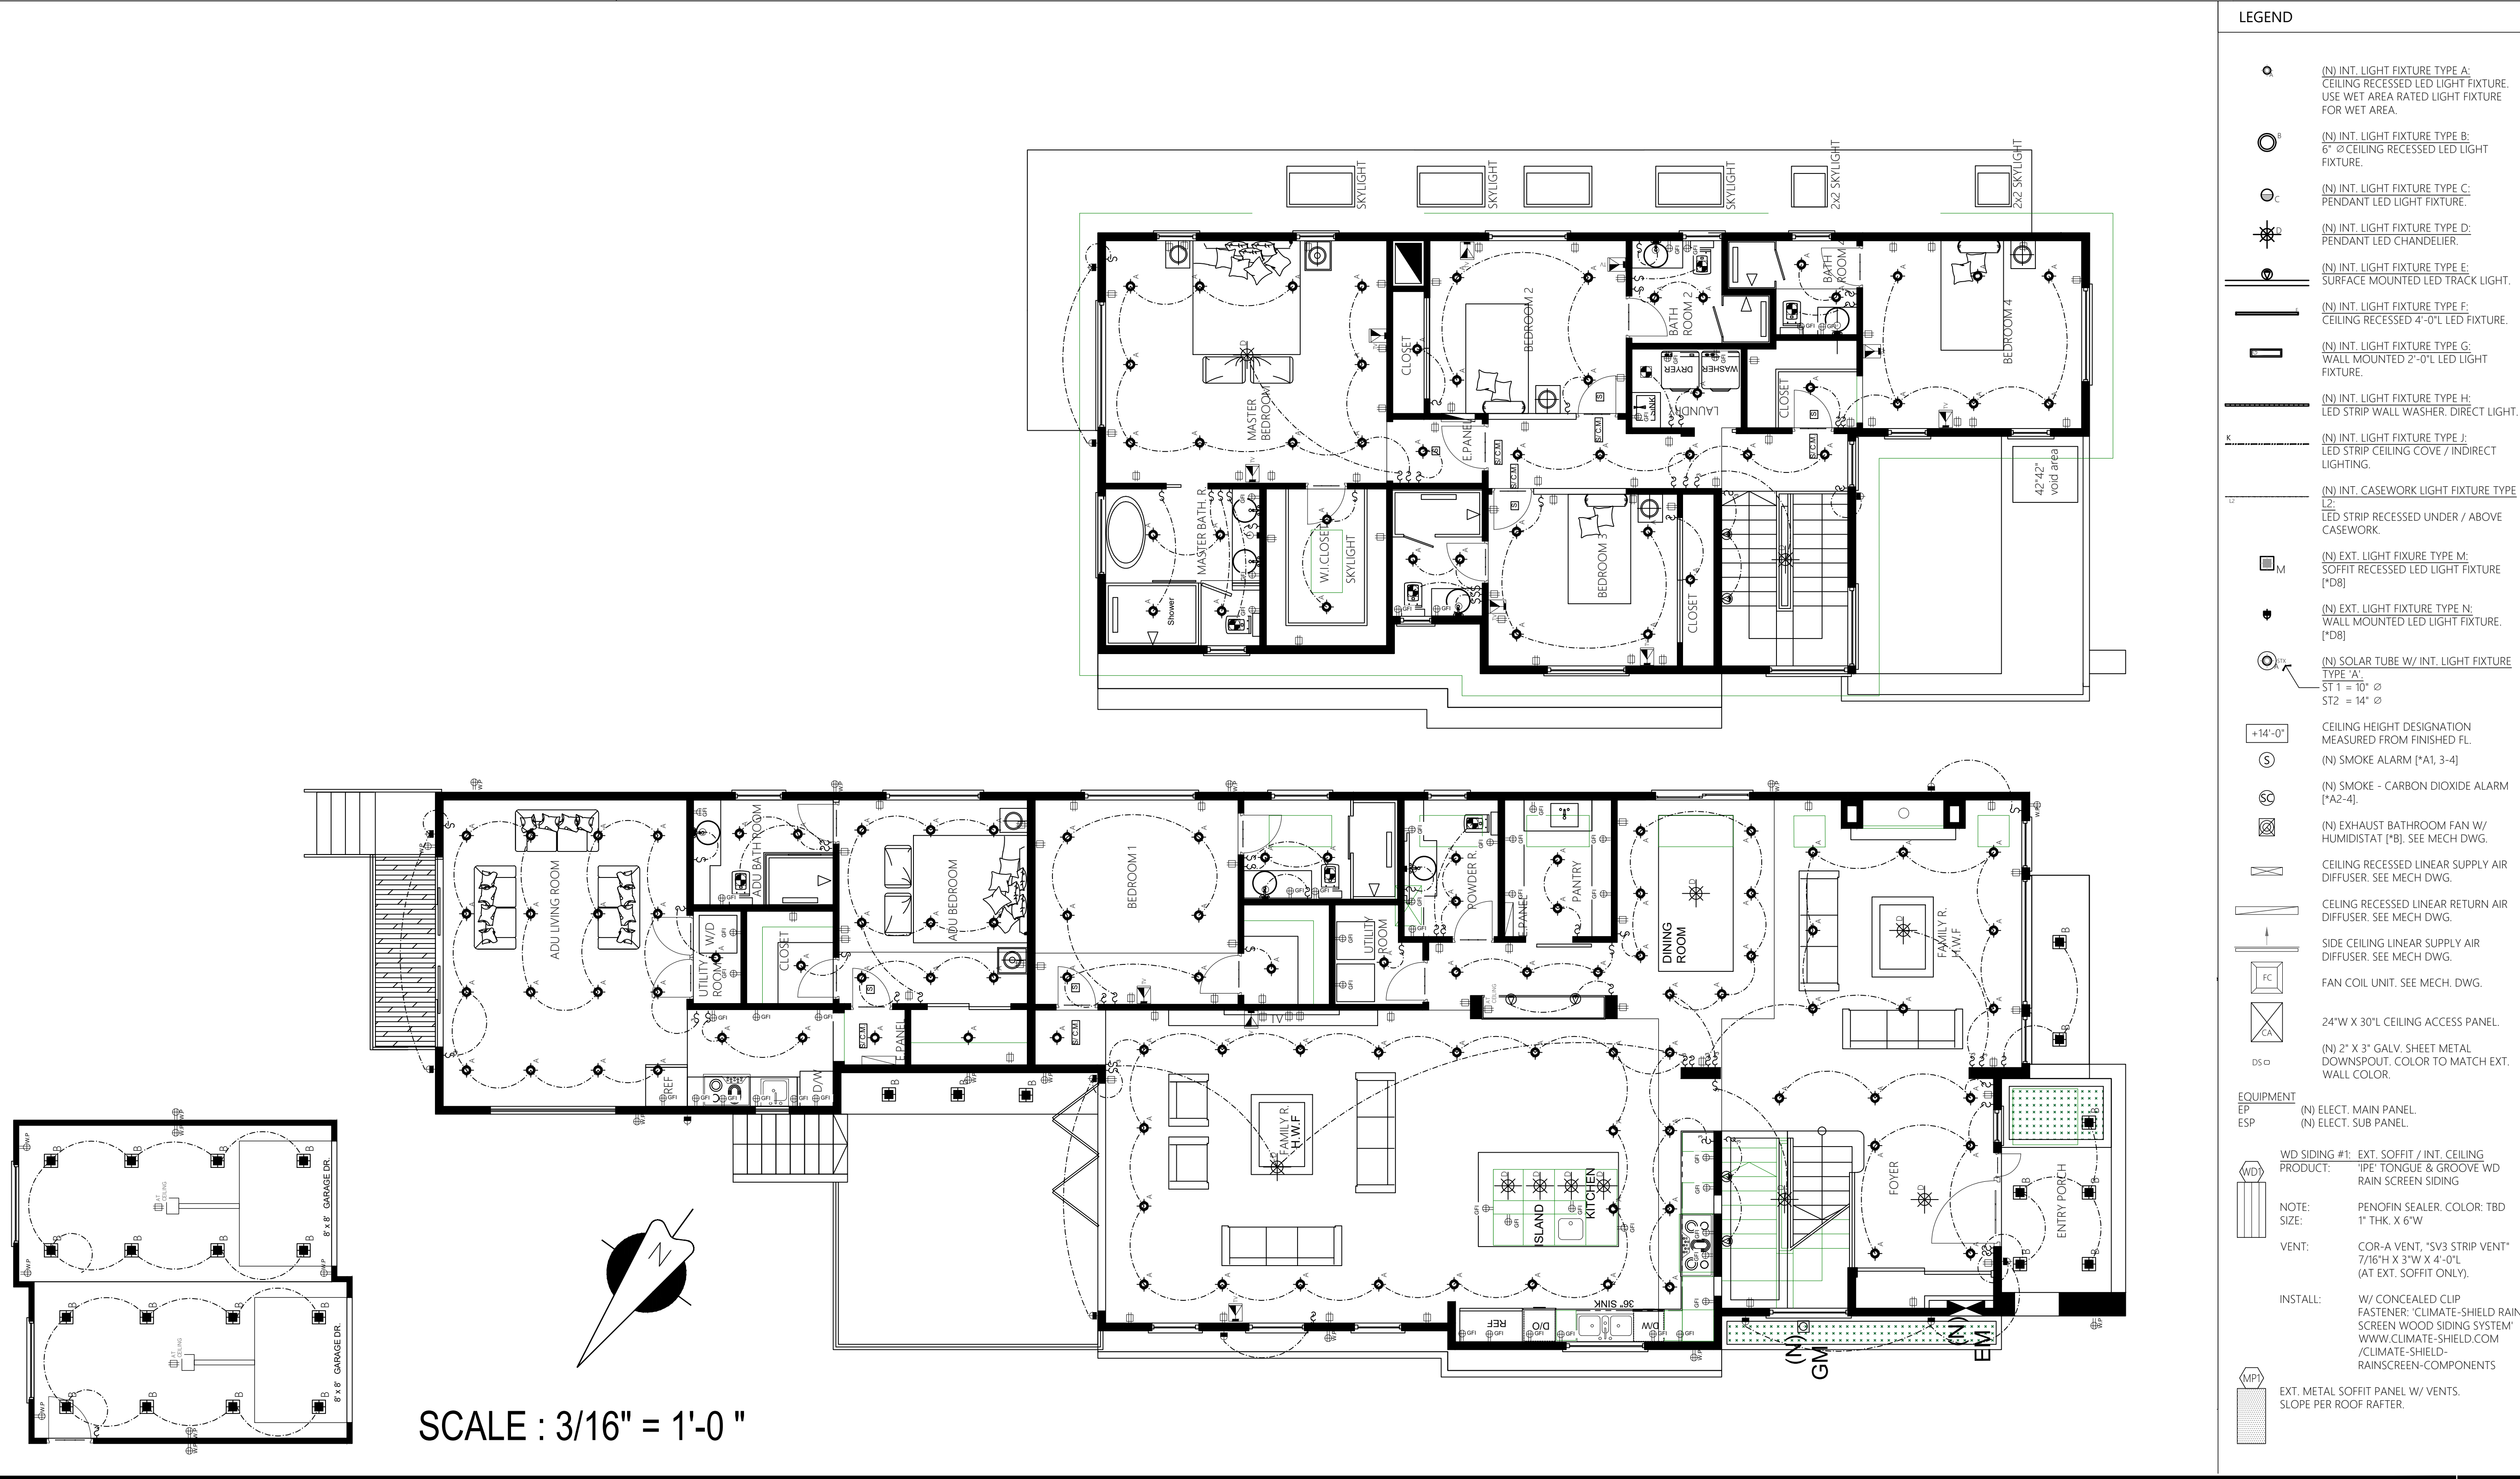 LEGEND
(N) INT. LIGHT FIXTURE TYPE A:
CEILING RECESSED LED LIGHT FIXTURE.
USE WET AREA RATED LIGHT FIXTURE
FOR WET AREA.
B
(N) INT. LIGHT FIXTURE TYPE B:
6" ∅ CEILING RECESSED LED LIGHT
FIXTURE.
C
(N) INT. LIGHT FIXTURE TYPE C:
PENDANT LED LIGHT FIXTURE.
D
(N) INT. LIGHT FIXTURE TYPE D:
PENDANT LED CHANDELIER.
(N) INT. LIGHT FIXTURE TYPE E:
SURFACE MOUNTED LED TRACK LIGHT.
(N) INT. LIGHT FIXTURE TYPE F:
CEILING RECESSED 4'-0"L LED FIXTURE.
(N) INT. LIGHT FIXTURE TYPE G:
WALL MOUNTED 2'-0"L LED LIGHT
FIXTURE.
(N) INT. LIGHT FIXTURE TYPE H:
LED STRIP WALL WASHER. DIRECT LIGHT.
K
(N) INT. LIGHT FIXTURE TYPE J:
LED STRIP CEILING COVE / INDIRECT
LIGHTING.
L2
(N) INT. CASEWORK LIGHT FIXTURE TYPE
L2:
LED STRIP RECESSED UNDER / ABOVE
CASEWORK.
M
(N) EXT. LIGHT FIXURE TYPE M:
SOFFIT RECESSED LED LIGHT FIXTURE
[*D8]
(N) EXT. LIGHT FIXTURE TYPE N:
WALL MOUNTED LED LIGHT FIXTURE.
[*D8]
(N) SOLAR TUBE W/ INT. LIGHT FIXTURE
TYPE 'A'.
ST 1 = 10" ∅
ST2 = 14" ∅
+14'-0"
CEILING HEIGHT DESIGNATION
MEASURED FROM FINISHED FL.
S
(N) SMOKE ALARM [*A1, 3-4]
SC
(N) SMOKE - CARBON DIOXIDE ALARM
[*A2-4].
(N) EXHAUST BATHROOM FAN W/
HUMIDISTAT [*B]. SEE MECH DWG.
CEILING RECESSED LINEAR SUPPLY AIR
DIFFUSER. SEE MECH DWG.
CELING RECESSED LINEAR RETURN AIR
DIFFUSER. SEE MECH DWG.
SIDE CEILING LINEAR SUPPLY AIR
DIFFUSER. SEE MECH DWG.
FC
FAN COIL UNIT. SEE MECH. DWG.
CA
24"W X 30"L CEILING ACCESS PANEL.
DS
(N) 2" X 3" GALV. SHEET METAL
DOWNSPOUT. COLOR TO MATCH EXT.
WALL COLOR.
EQUIPMENT
EP (N) ELECT. MAIN PANEL.
ESP (N) ELECT. SUB PANEL.
WD1
WD SIDING #1: EXT. SOFFIT / INT. CEILING
PRODUCT: 'IPE' TONGUE & GROOVE WD
RAIN SCREEN SIDING
NOTE: PENOFIN SEALER. COLOR: TBD
SIZE: 1" THK. X 6"W
VENT: COR-A VENT, "SV3 STRIP VENT"
7/16"H X 3"W X 4'-0"L
(AT EXT. SOFFIT ONLY).
INSTALL: W/ CONCEALED CLIP
FASTENER: 'CLIMATE-SHIELD RAIN
SCREEN WOOD SIDING SYSTEM'
WWW.CLIMATE-SHIELD.COM
/CLIMATE-SHIELD-
RAINSCREEN-COMPONENTS
MP1
EXT. METAL SOFFIT PANEL W/ VENTS.
SLOPE PER ROOF RAFTER.
SKYLIGHT
SKYLIGHT
SKYLIGHT
2x2 SKYLIGHT
2x2 SKYLIGHT
MASTER
BEDROOM
CLOSET
BEDROOM 2
BATH
ROOM 2
BATH
ROOM 4
BEDROOM 4
DRYER
WASHER
CLOSET
E.PANEL
MASTER BATH. R.
Shower
SKYLIGHT
BEDROOM 3
CLOSET
42"42"
void area
ADU LIVING ROOM
ADU BATH ROOM
ADU BEDROOM
UTILITY
ROOM
W/D
CLOSET
E.PANEL
REF
D/W
BEDROOM 1
POWDER R.
PANTRY
E.PANEL
UTILITY
ROOM
DINING
ROOM
FAMILY R.
H.W.F
TV
FAMILY R.
H.W.F
ISLAND
KITCHEN
REF
D/O
36" SINK
D/W
FOYER
ENTRY PORCH
(N)
GM
(N)
EM
AT
CEILING
8' x 8' GARAGE DR.
AT
CEILING
8' x 8' GARAGE DR.
N
SCALE : 3/16" = 1'-0 "